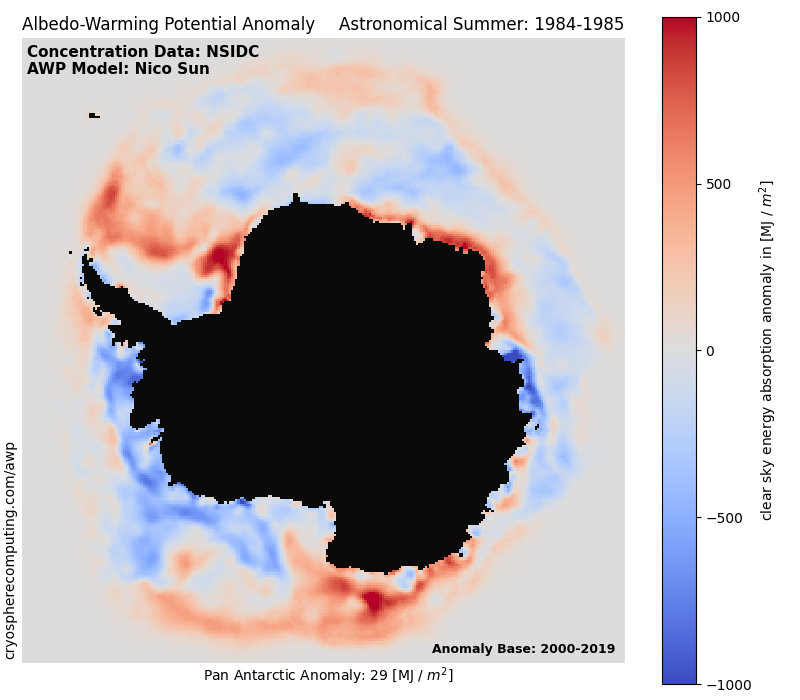 Albedo-Warming Potential Anomaly Astronomical Summer: 1984-1985
Concentration Data: NSIDC
AWP Model: Nico Sun
cryospherecomputing.com/awp
Anomaly Base: 2000-2019
Pan Antarctic Anomaly: 29 [MJ / m²]
1000
500
0
−500
−1000
clear sky energy absorption anomaly in [MJ / m²]